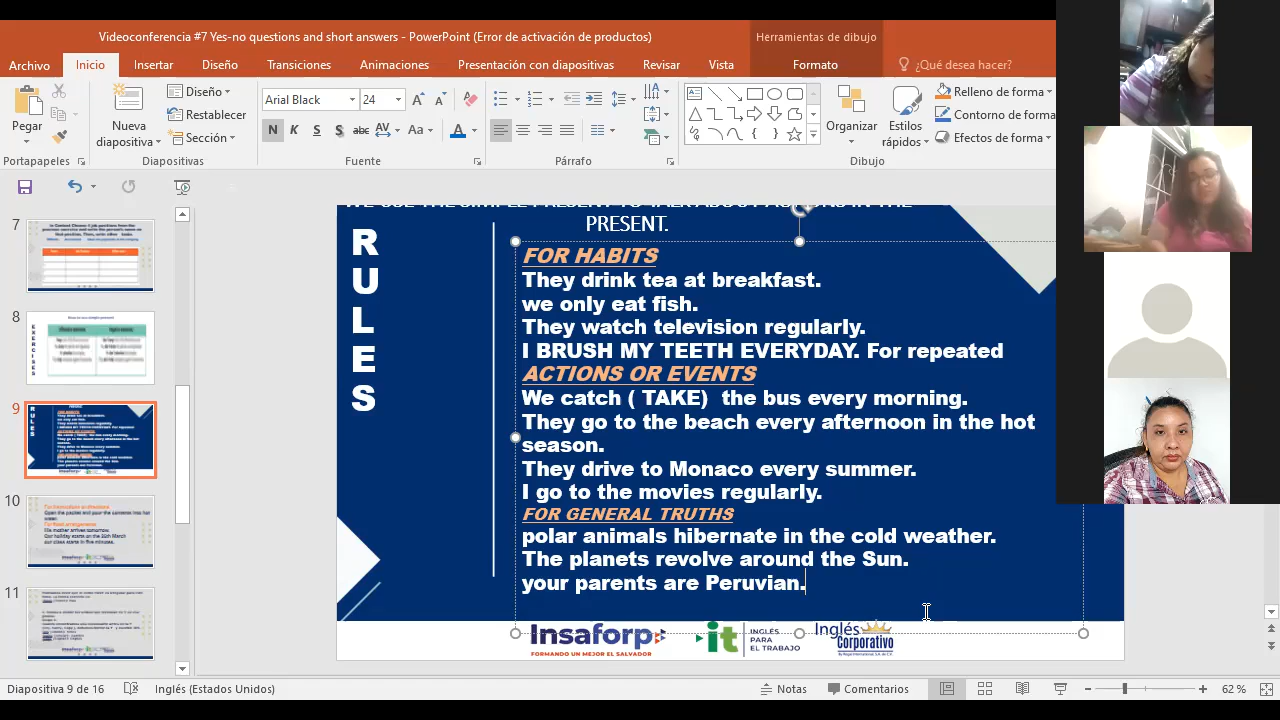 Videoconferencia #7 Yes-no questions and short answers - PowerPoint (Error de activación de productos)
Herramientas de dibujo
Archivo
Inicio
Insertar
Diseño
Transiciones
Animaciones
Presentación con diapositivas
Revisar
Vista
Formato
¿Qué desea hacer?
Pegar
Nueva
diapositiva
Diseño
Restablecer
Sección
Arial Black
24
N K S S abc AV Aa A
Organizar
Estilos
rápidos
Relleno de forma
Contorno de forma
Efectos de forma
Portapapeles
Diapositivas
Fuente
Párrafo
Dibujo
7
8
9
10
11
PRESENT.
RULES
FOR HABITS
They drink tea at breakfast.
we only eat fish.
They watch television regularly.
I BRUSH MY TEETH EVERYDAY. For repeated
ACTIONS OR EVENTS
We catch ( TAKE)  the bus every morning.
They go to the beach every afternoon in the hot
season.
They drive to Monaco every summer.
I go to the movies regularly.
FOR GENERAL TRUTHS
polar animals hibernate in the cold weather.
The planets revolve around the Sun.
your parents are Peruvian.
Insaforp
FORMANDO UN MEJOR EL SALVADOR
it
INGLES
PARA
EL TRABAJO
Inglés
Corporativo
Diapositiva 9 de 16
Inglés (Estados Unidos)
Notas
Comentarios
62 %